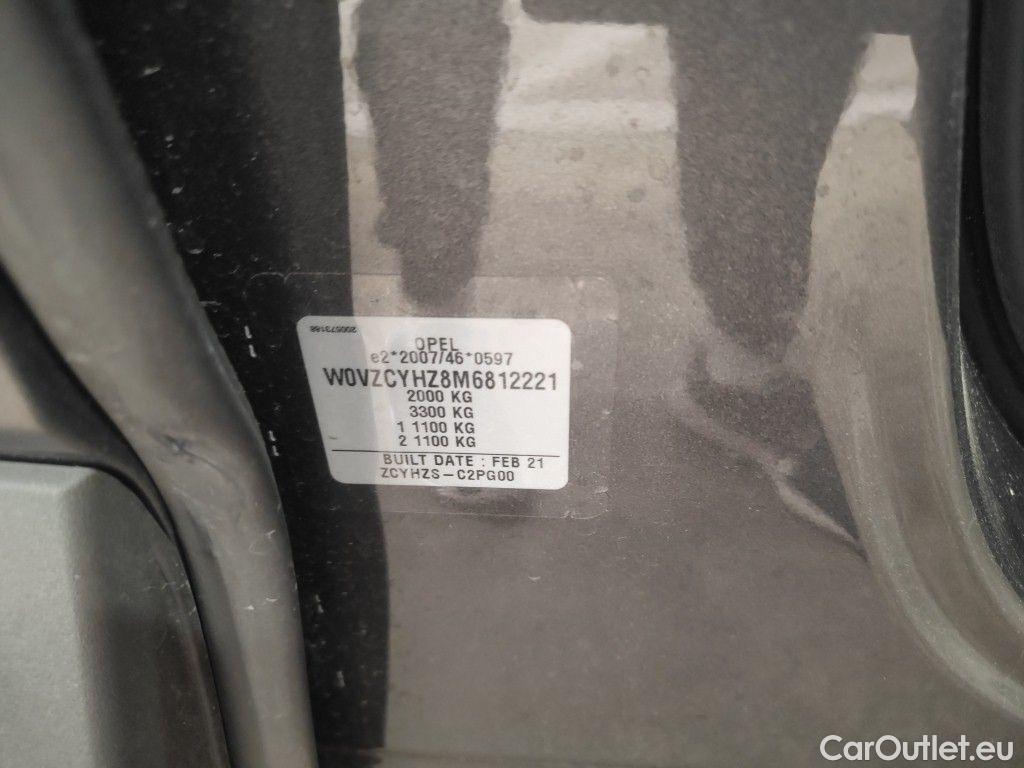 200573188
OPEL
e2*2007/46*0597
W0VZCYHZ8M6812221
2000 KG
3300 KG
1 1100 KG
2 1100 KG
BUILT DATE : FEB 21
ZCYHZS-C2PG00
CarOutlet.eu